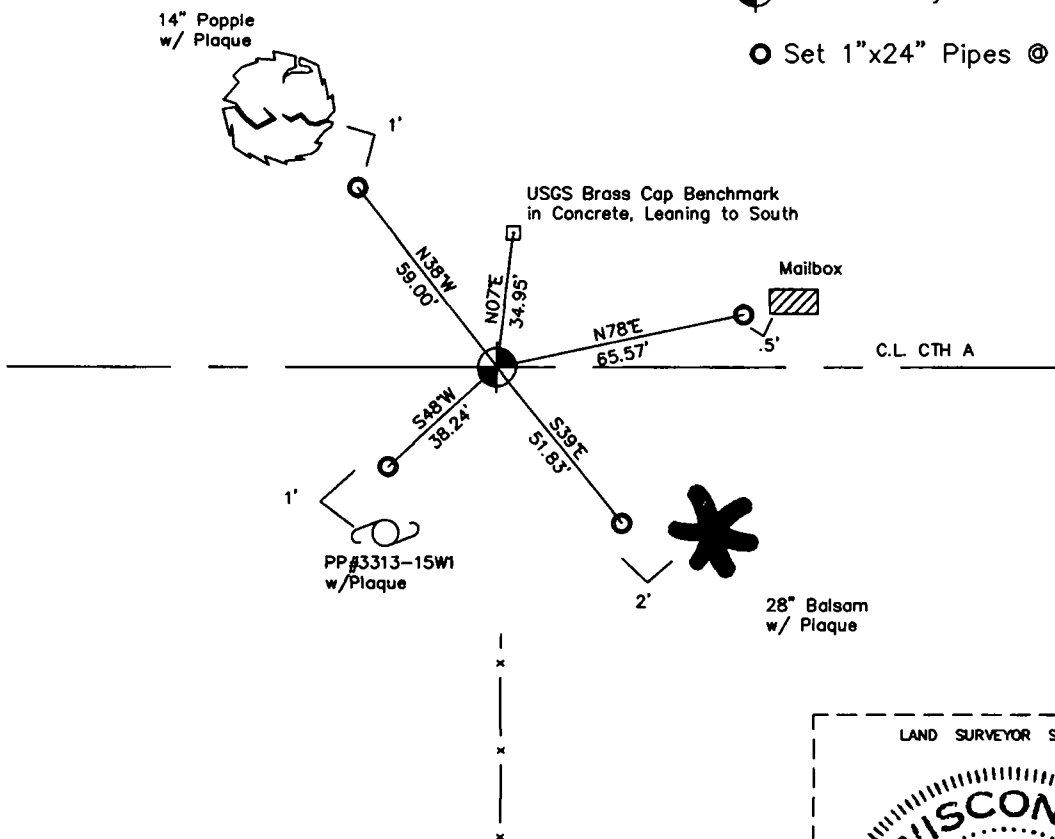 14" Popple
w/ Plaque
Set 1"x24" Pipes @
1'
USGS Brass Cap Benchmark
in Concrete, Leaning to South
N38°W
59.00'
N07°E
34.95'
Mailbox
N78°E
65.57'
.5'
C.L. CTH A
S48°W
38.24'
S39°E
51.83'
1'
PP#3313-15W1
w/Plaque
2'
28" Balsam
w/ Plaque
LAND SURVEYOR S
ISCON